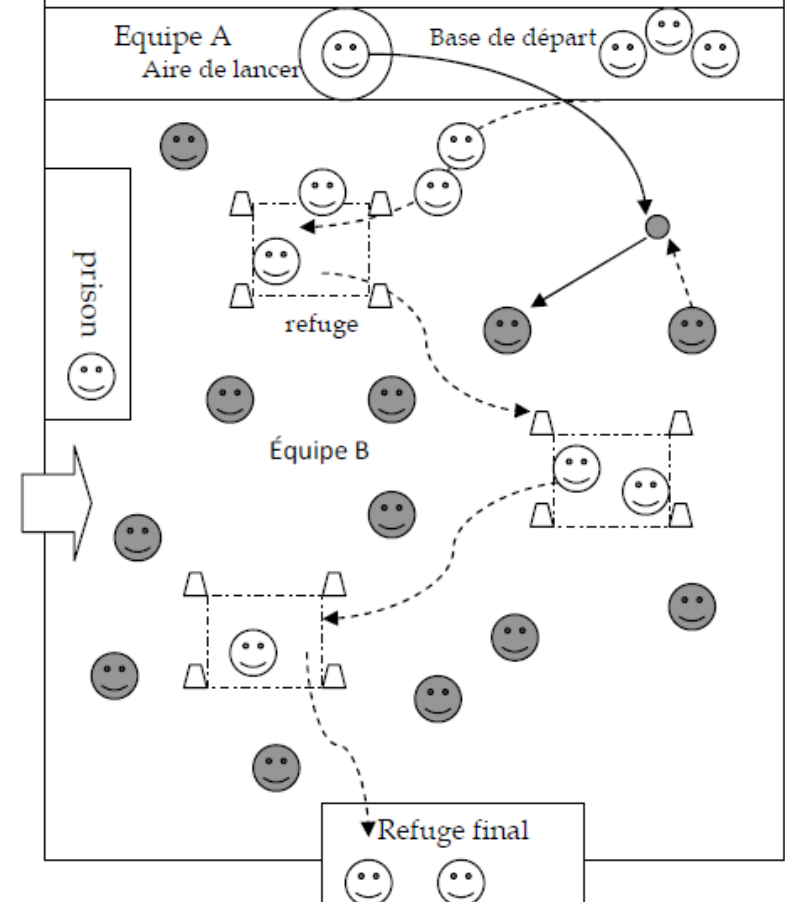 Equipe A
Base de départ
Aire de lancer
prison
refuge
Équipe B
Refuge final